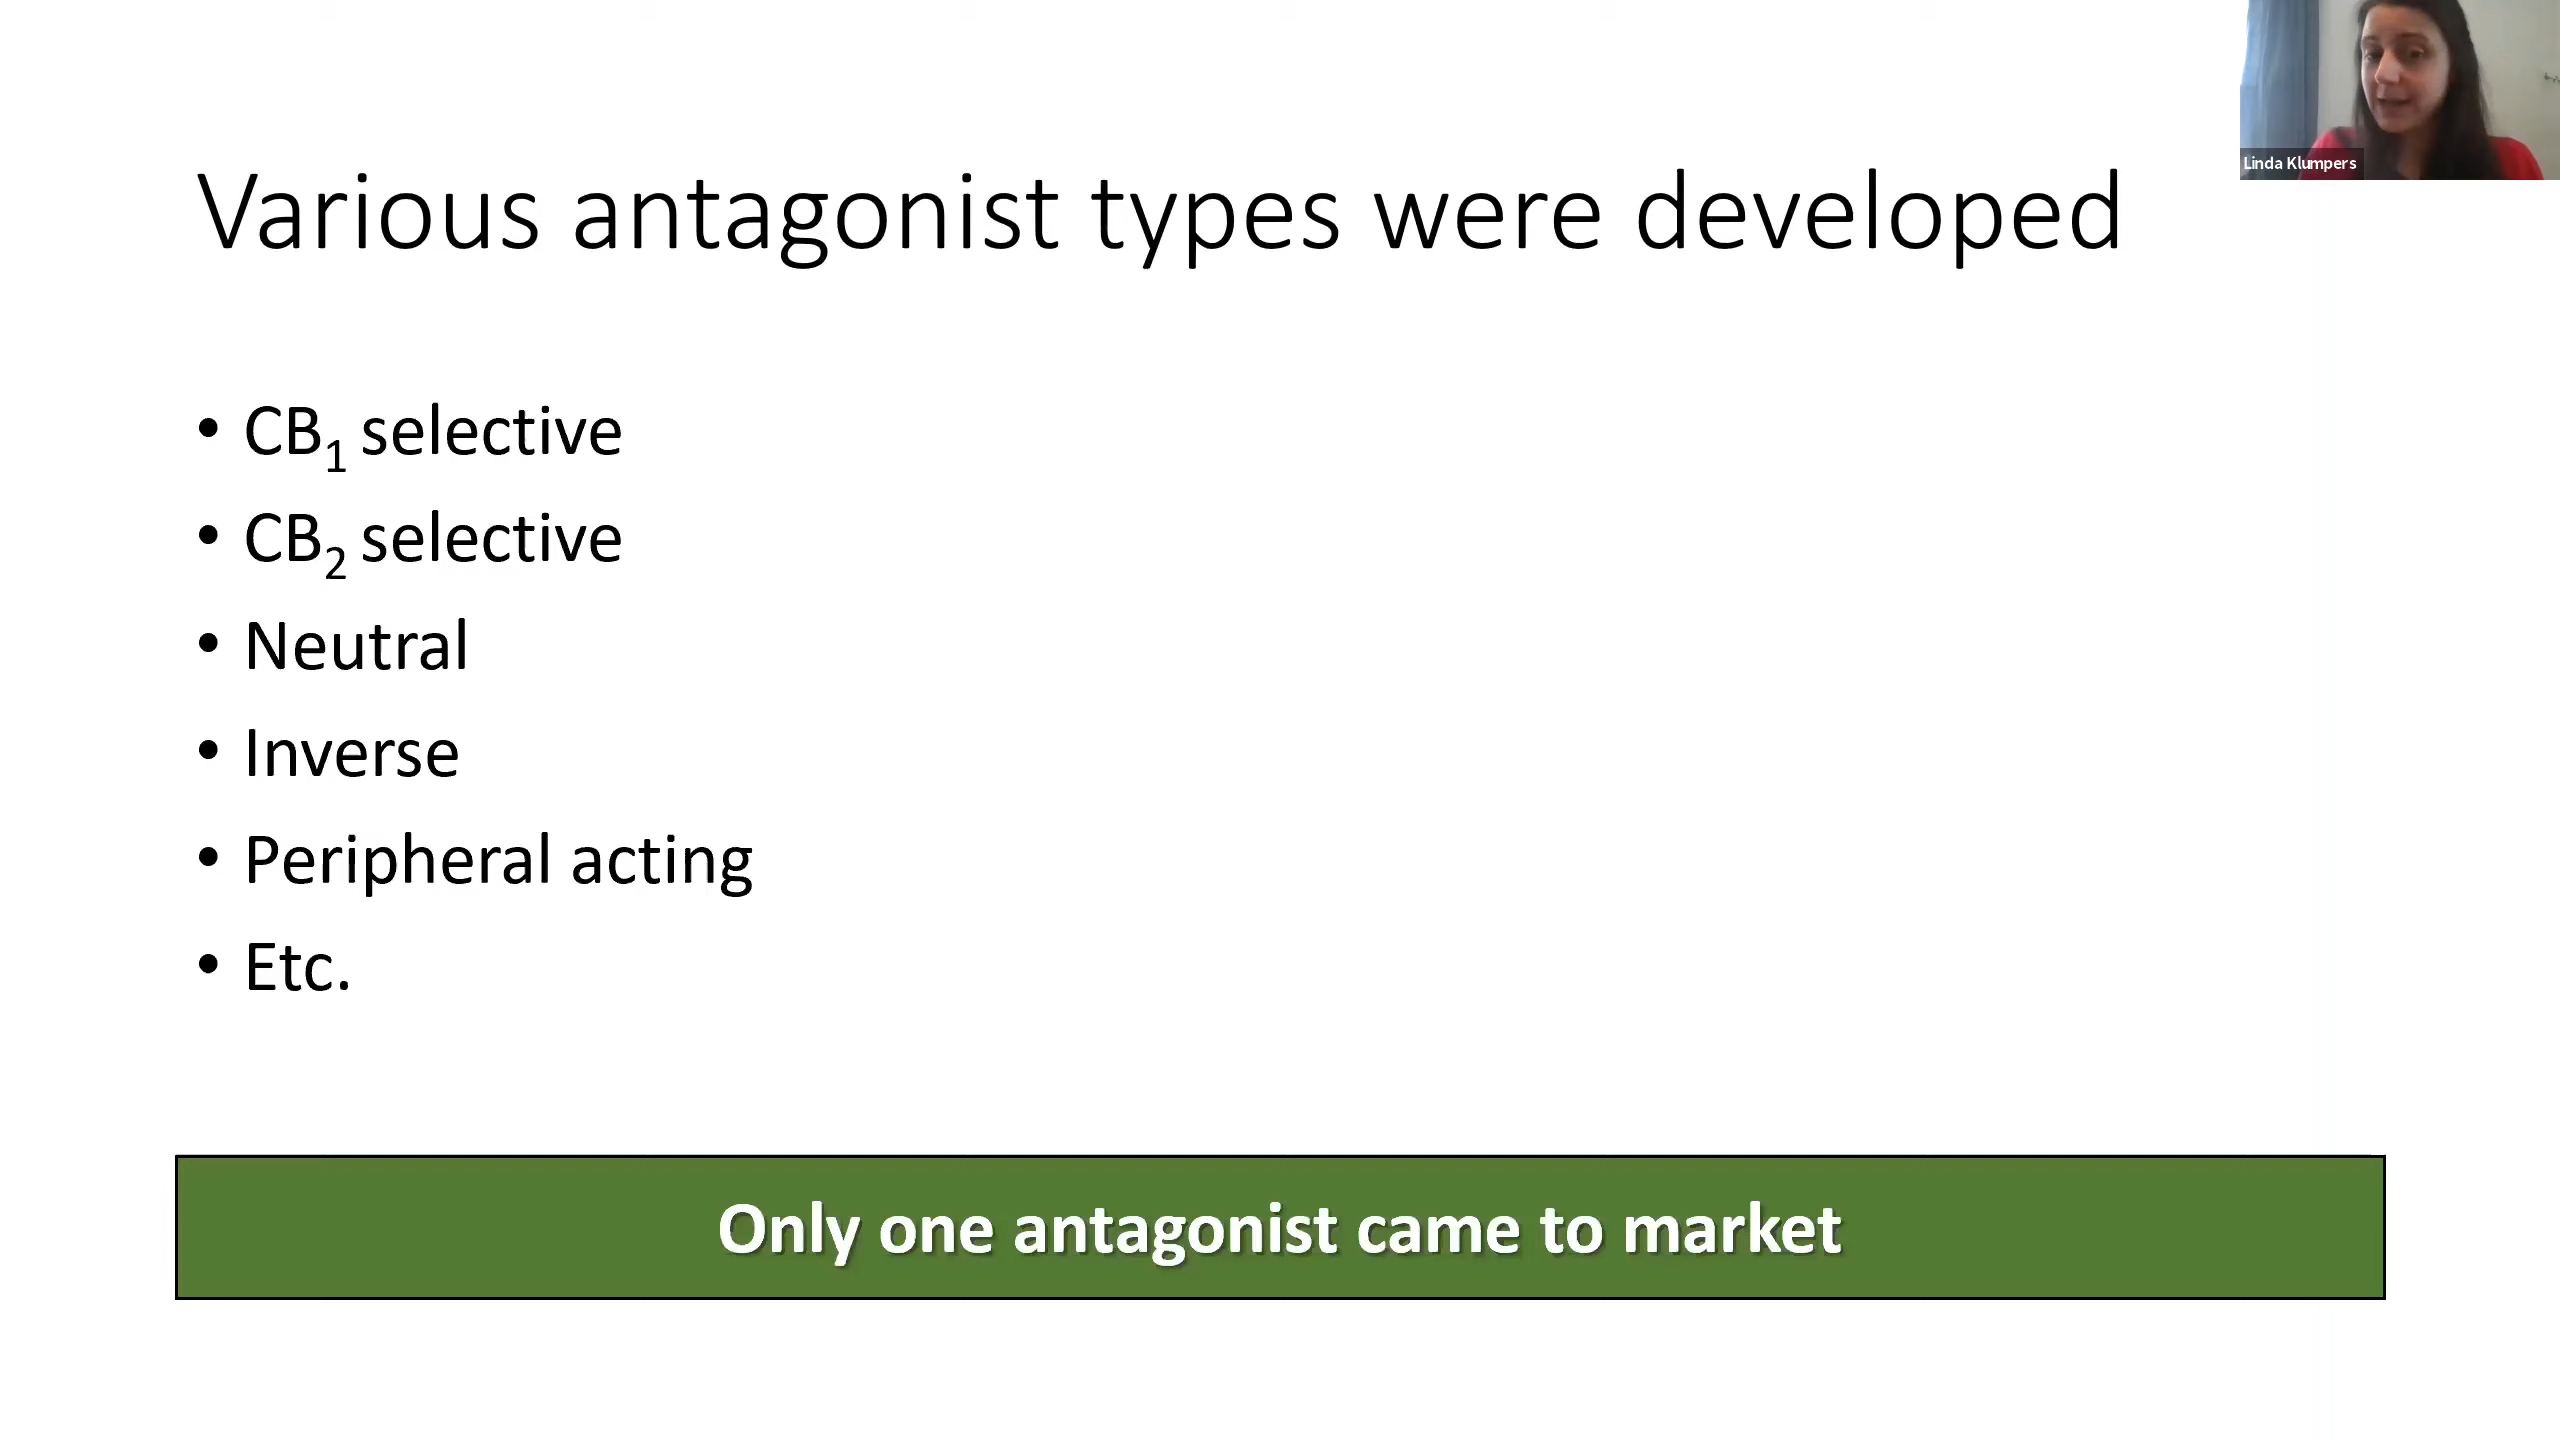 Linda Klumpers
Various antagonist types were developed
• CB₁ selective
• CB₂ selective
• Neutral
• Inverse
• Peripheral acting
• Etc.
Only one antagonist came to market